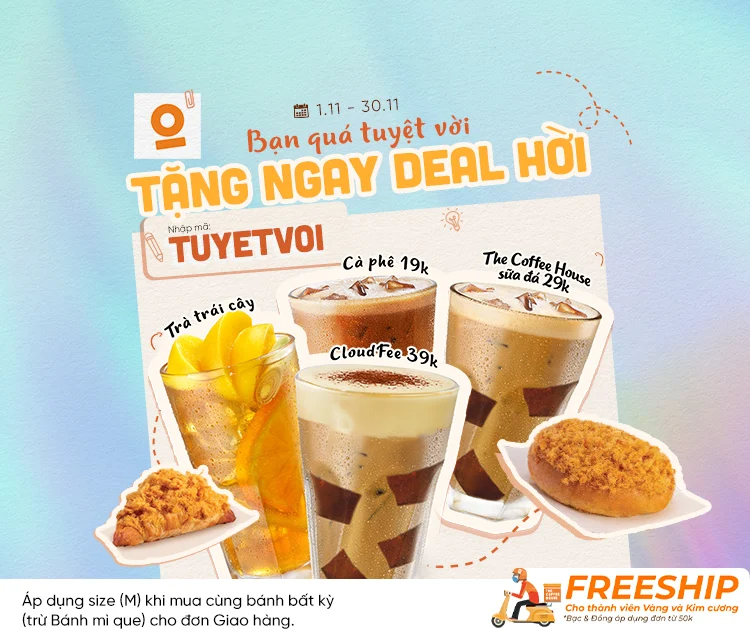 1.11 - 30.11
Bạn quá tuyệt vời
TẶNG NGAY DEAL HỜI
Nhập mã:
TUYETVOI
Cà phê 19k
The Coffee House
sữa đá 29k
Trà trái cây
CloudFee 39k
Áp dụng size (M) khi mua cùng bánh bất kỳ
(trừ Bánh mì que) cho đơn Giao hàng.
THE COFFEE HOUSE
FREESHIP
Cho thành viên Vàng và Kim cương
*Bạc & Đồng áp dụng đơn từ 50k